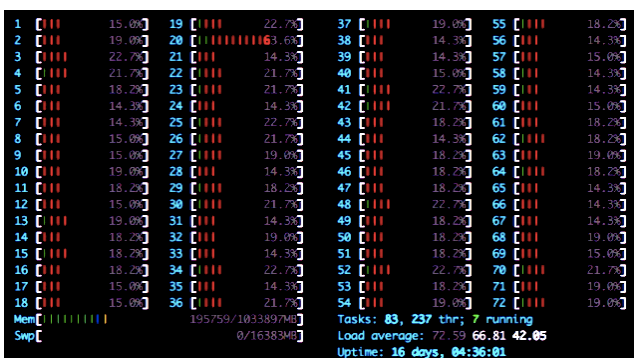 1 [||| 15.0%] 19 [|||| 22.7%] 37 [|||| 19.0%] 55 [|||| 18.2%]
2 [||| 19.0%] 20 [||||||||||63.6%] 38 [||| 14.3%] 56 [||| 14.3%]
3 [|||| 22.7%] 21 [||| 14.3%] 39 [||| 14.3%] 57 [||| 15.0%]
4 [|||| 21.7%] 22 [|||| 21.7%] 40 [||| 15.0%] 58 [||| 14.3%]
5 [||| 18.2%] 23 [|||| 21.7%] 41 [|||| 22.7%] 59 [||| 14.3%]
6 [||| 14.3%] 24 [||| 14.3%] 42 [|||| 21.7%] 60 [||| 15.0%]
7 [||| 14.3%] 25 [|||| 22.7%] 43 [||| 18.2%] 61 [||| 18.2%]
8 [||| 15.0%] 26 [|||| 21.7%] 44 [||| 14.3%] 62 [|||| 18.2%]
9 [||| 15.0%] 27 [|||| 19.0%] 45 [||| 18.2%] 63 [||| 19.0%]
10 [||| 19.0%] 28 [||| 14.3%] 46 [||| 18.2%] 64 [|||| 18.2%]
11 [||| 18.2%] 29 [|||| 18.2%] 47 [||| 18.2%] 65 [||| 14.3%]
12 [||| 15.0%] 30 [|||| 21.7%] 48 [|||| 22.7%] 66 [||| 14.3%]
13 [|||| 19.0%] 31 [||| 14.3%] 49 [||| 18.2%] 67 [||| 14.3%]
14 [||| 18.2%] 32 [||| 19.0%] 50 [||| 18.2%] 68 [||| 19.0%]
15 [|||| 18.2%] 33 [||| 14.3%] 51 [||| 18.2%] 69 [||| 15.0%]
16 [||| 18.2%] 34 [|||| 22.7%] 52 [|||| 22.7%] 70 [|||| 21.7%]
17 [||| 15.0%] 35 [||| 14.3%] 53 [||| 18.2%] 71 [||| 14.3%]
18 [||| 15.0%] 36 [|||| 21.7%] 54 [||| 19.0%] 72 [|||| 19.0%]
Mem[||||||||||| 195759/1033897MB] Tasks: 83, 237 thr; 7 running
Swp[ 0/16383MB] Load average: 72.59 66.81 42.05
Uptime: 16 days, 04:36:01